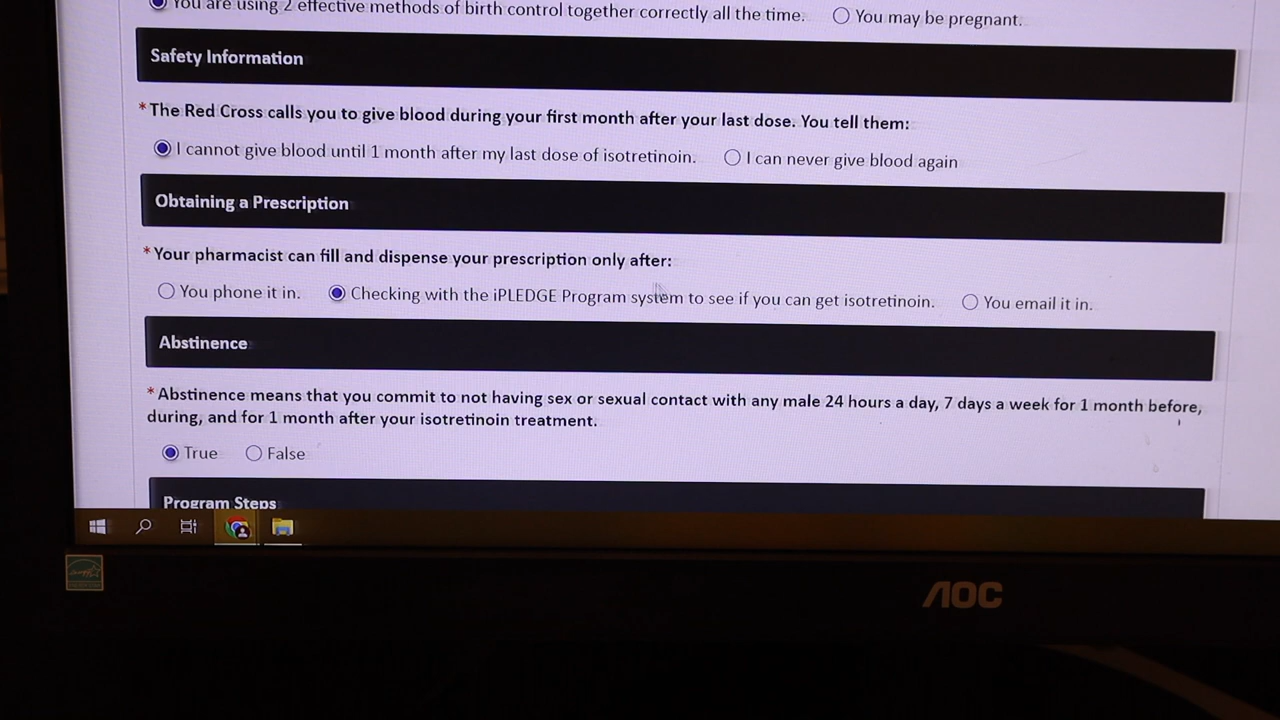 You are using 2 effective methods of birth control together correctly all the time. You may be pregnant.
Safety Information
*The Red Cross calls you to give blood during your first month after your last dose. You tell them:
I cannot give blood until 1 month after my last dose of isotretinoin. I can never give blood again
Obtaining a Prescription
*Your pharmacist can fill and dispense your prescription only after:
You phone it in. Checking with the iPLEDGE Program system to see if you can get isotretinoin. You email it in.
Abstinence
*Abstinence means that you commit to not having sex or sexual contact with any male 24 hours a day, 7 days a week for 1 month before,
during, and for 1 month after your isotretinoin treatment.
True False
Program Steps
AOC